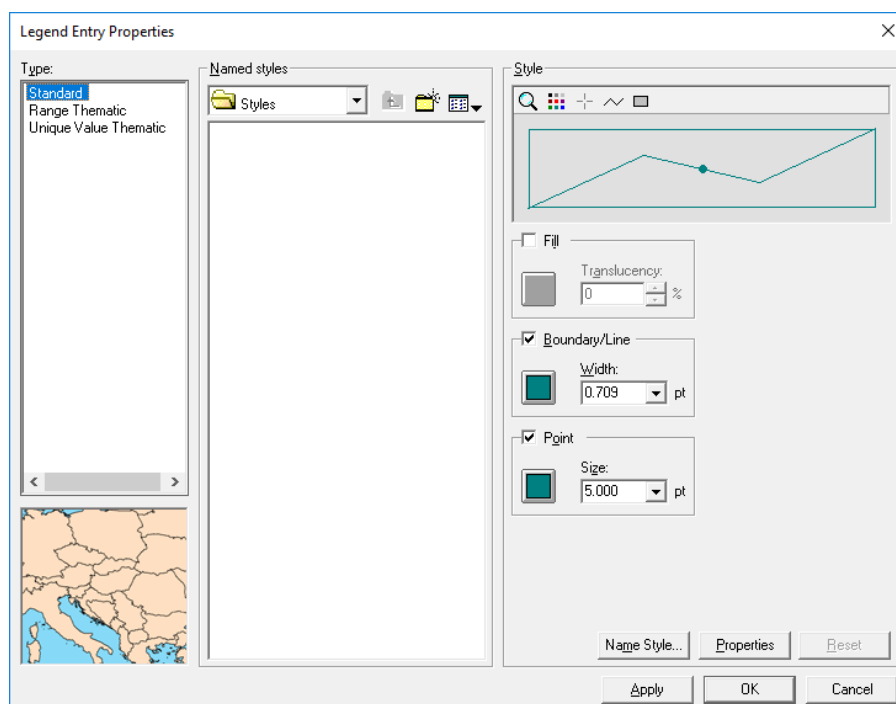 Legend Entry Properties
Type:
Standard
Range Thematic
Unique Value Thematic
Named styles
Styles
Style
Fill
Translucency:
0 %
Boundary/Line
Width:
0.709 pt
Point
Size:
5.000 pt
Name Style...
Properties
Reset
Apply
OK
Cancel